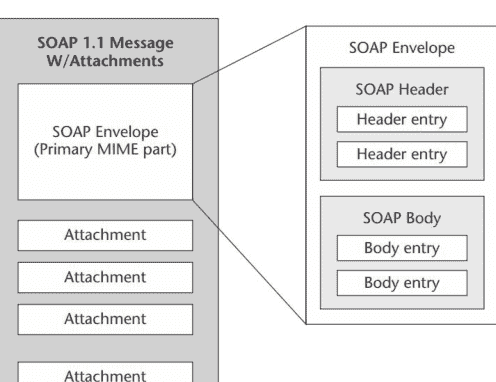 SOAP 1.1 Message
W/Attachments
SOAP Envelope
(Primary MIME part)
Attachment
Attachment
Attachment
Attachment
SOAP Envelope
SOAP Header
Header entry
Header entry
SOAP Body
Body entry
Body entry